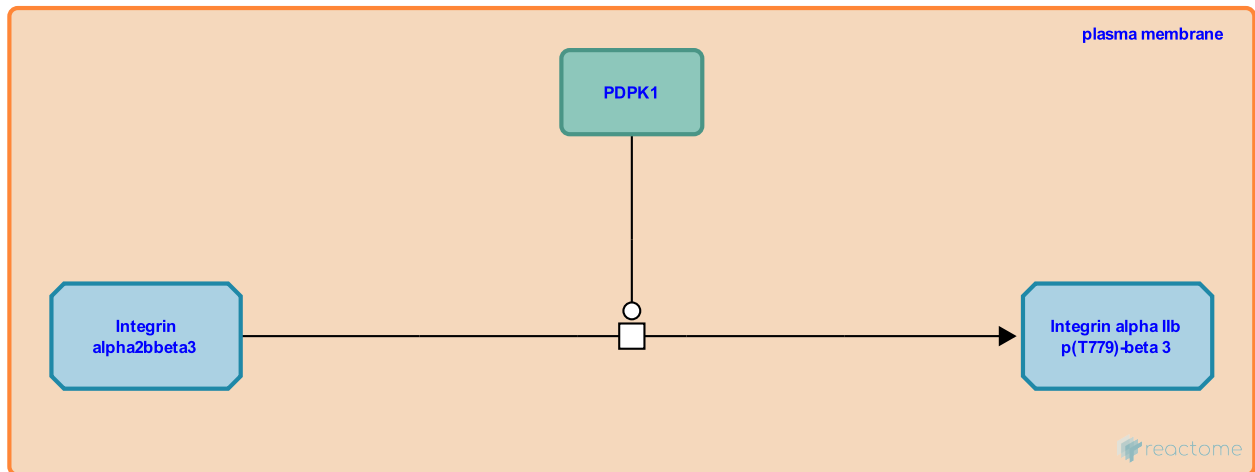 plasma membrane
PDPK1
Integrin
alpha2bbeta3
Integrin alpha IIb
p(T779)-beta 3
reactome